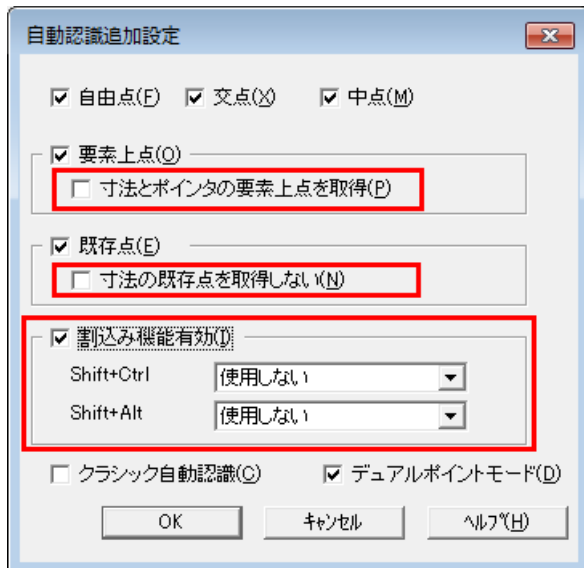 自動認識追加設定
自由点(F) 交点(X) 中点(M)
要素上点(O)
寸法とポインタの要素上点を取得(P)
既存点(E)
寸法の既存点を取得しない(N)
割込み機能有効(I)
Shift+Ctrl 使用しない
Shift+Alt 使用しない
クラシック自動認識(C) デュアルポイントモード(D)
OK キャンセル ヘルプ(H)